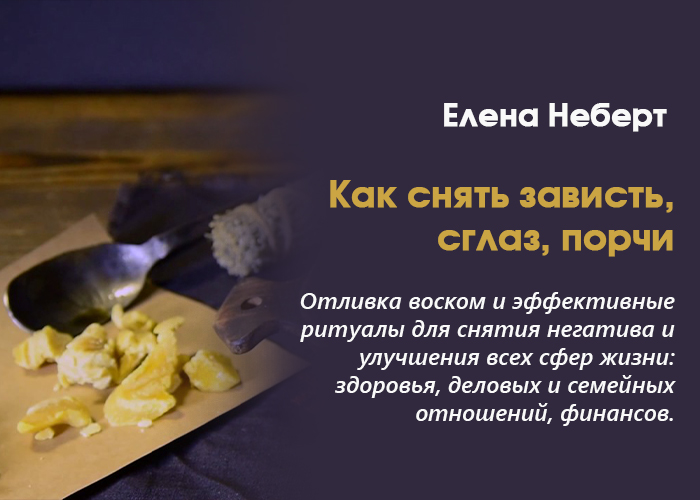 Елена Неберт
Как снять зависть,
сглаз, порчи
Отливка воском и эффективные
ритуалы для снятия негатива и
улучшения всех сфер жизни:
здоровья, деловых и семейных
отношений, финансов.